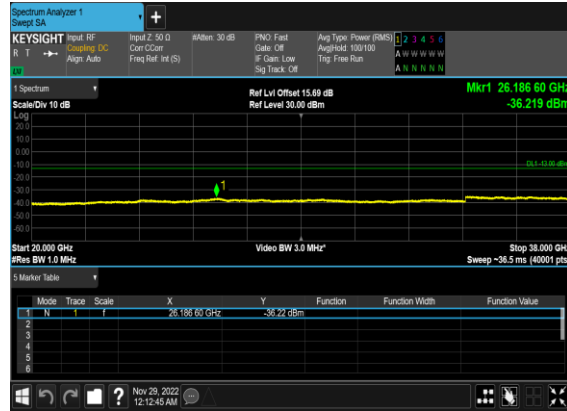 Spectrum Analyzer 1
Swept SA
+
KEYSIGHT Input: RF Input Z: 50 Ω #Atten: 30 dB PNO: Fast Avg Type: Power (RMS) 1 2 3 4 5 6
R T Coupling: DC Corr CCorr Gate: Off Avg|Hold: 100/100 A W W W W W
Align: Auto Freq Ref: Int (S) IF Gain: Low Trig: Free Run
Sig Track: Off A N N N N N
1 Spectrum Ref Lvl Offset 15.69 dB Mkr1 26.186 60 GHz
Scale/Div 10 dB Ref Level 30.00 dBm -36.219 dBm
Log
20.0
10.0
0.00
-10.0
DL1 -13.00 dBm
-20.0
1
-30.0
-40.0
-50.0
-60.0
Start 20.000 GHz Video BW 3.0 MHz* Stop 38.000 GHz
#Res BW 1.0 MHz Sweep ~36.5 ms (40001 pts)
5 Marker Table
Mode Trace Scale X Y Function Function Width Function Value
1 N 1 f 26.186 60 GHz -36.22 dBm
2
3
4
5
6
? Nov 29, 2022
12:12:45 AM